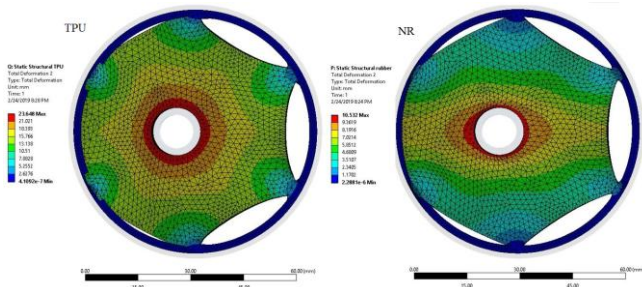 TPU
Q: Static Structural TPU
Total Deformation 2
Type: Total Deformation
Unit: mm
Time: 1
23.648 Max
21.021
15.766
13.138
10.51
7.0028
5.2552
2.6276
4.1092e-7 Min
0.00
30.00
60.00 (mm)
15.00
45.00
NR
P: Static Structural rubber
Total Deformation 2
Type: Total Deformation
Unit: mm
Time: 1
10.532 Max
9.3619
8.1916
7.0214
5.8512
4.6809
3.5107
2.3405
1.1702
2.2881e-6 Min
0.00
30.00
60.00 (mm)
15.00
45.00